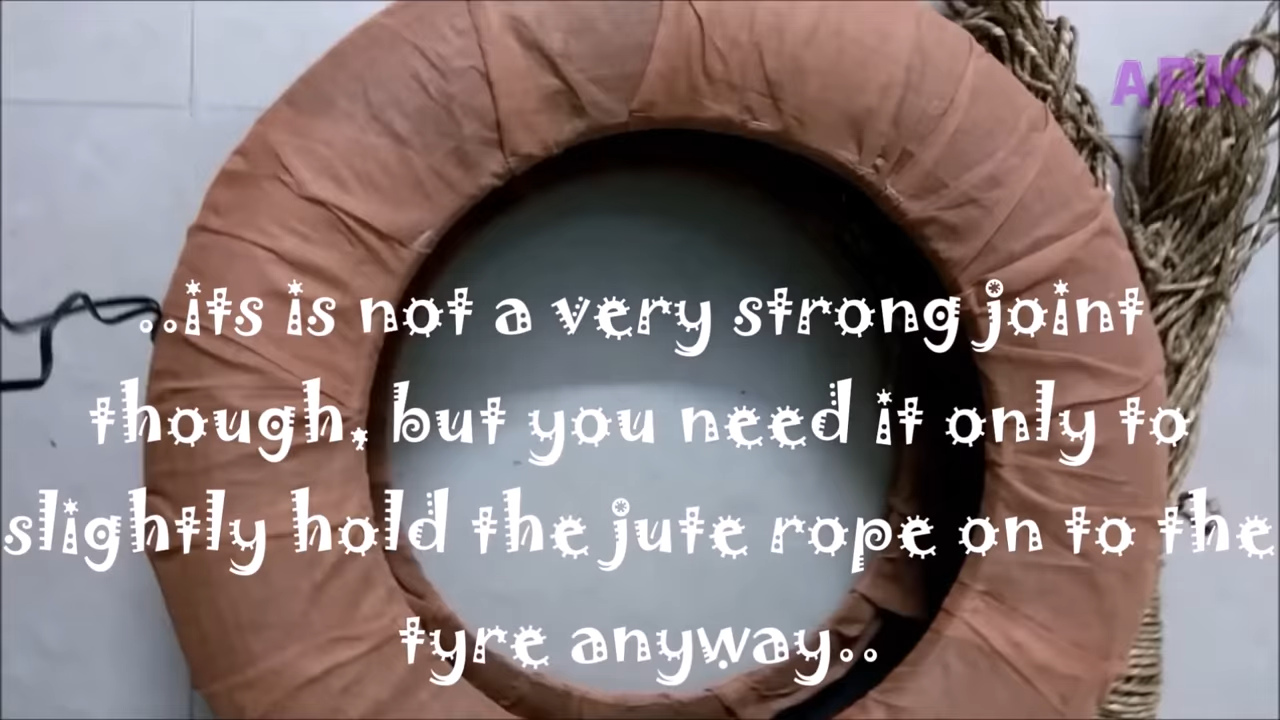 ARK
..its is not a very strong joint
though, but you need it only to
slightly hold the jute rope on to the
tyre anyway..